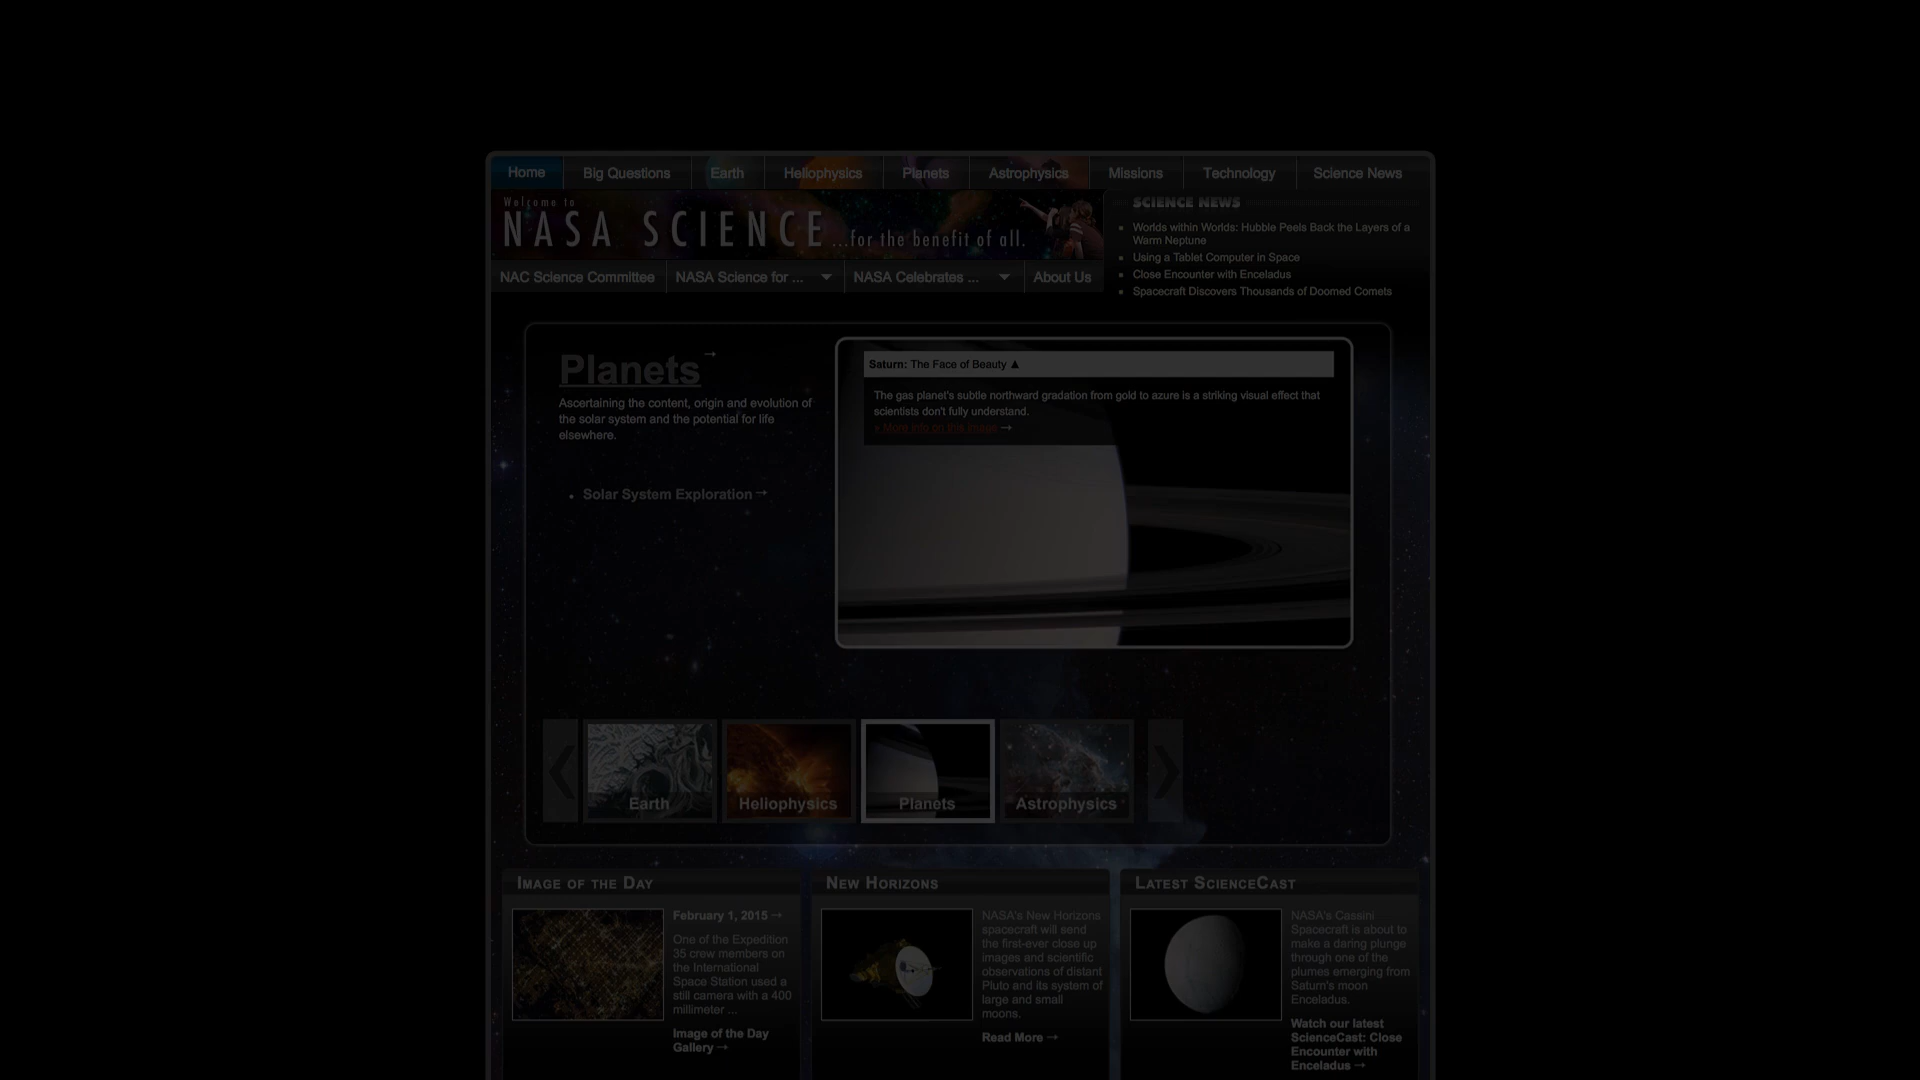 Home
Big Questions
Earth
Heliophysics
Planets
Astrophysics
Missions
Technology
Science News
Welcome to
NASA SCIENCE ...for the benefit of all.
NAC Science Committee
NASA Science for ...
NASA Celebrates ...
About Us
SCIENCE NEWS
Worlds within Worlds: Hubble Peels Back the Layers of a
Warm Neptune
Using a Tablet Computer in Space
Close Encounter with Enceladus
Spacecraft Discovers Thousands of Doomed Comets
Planets
Ascertaining the content, origin and evolution of
the solar system and the potential for life
elsewhere.
Solar System Exploration
Saturn: The Face of Beauty ▲
The gas planet's subtle northward gradation from gold to azure is a striking visual effect that
scientists don't fully understand.
» More info on this image
Earth
Heliophysics
Planets
Astrophysics
Image of the Day
February 1, 2015
One of the Expedition
35 crew members on
the International
Space Station used a
still camera with a 400
millimeter ...
Image of the Day
Gallery
New Horizons
NASA's New Horizons
spacecraft will send
the first-ever close up
images and scientific
observations of distant
Pluto and its system of
large and small
moons.
Read More
Latest ScienceCast
NASA's Cassini
Spacecraft is about to
make a daring plunge
through one of the
plumes emerging from
Saturn's moon
Enceladus.
Watch our latest
ScienceCast: Close
Encounter with
Enceladus